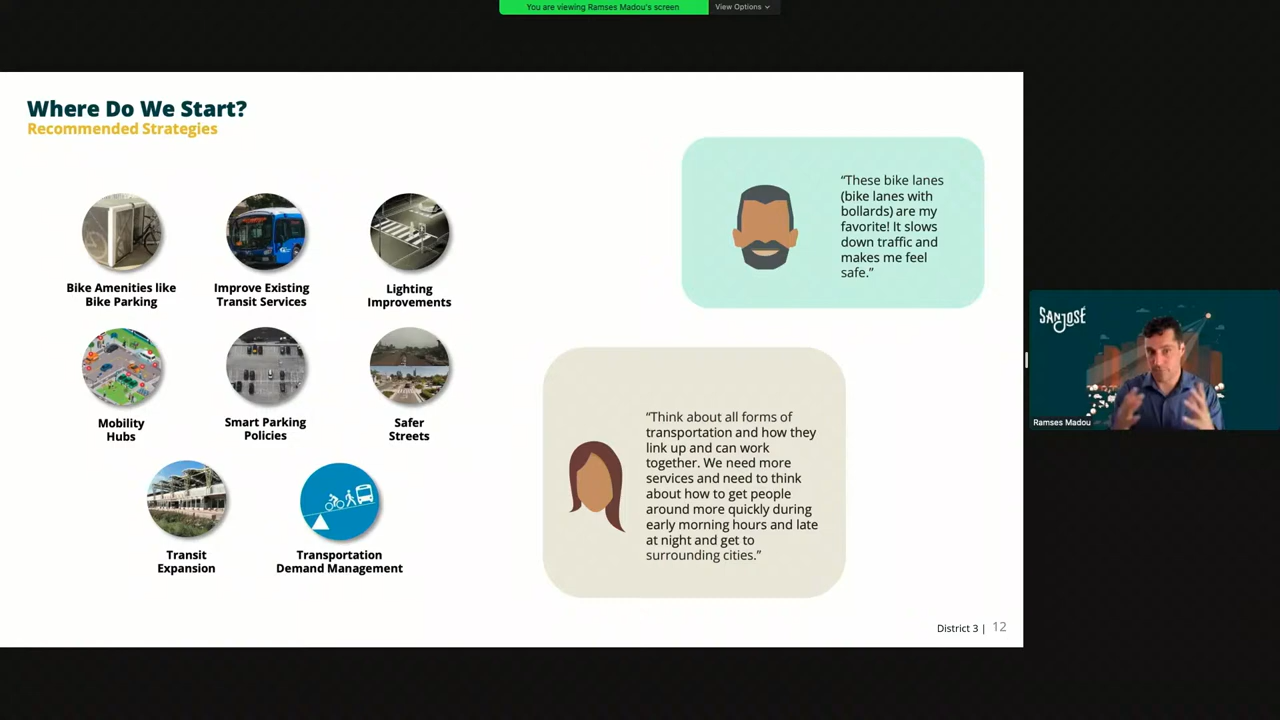 You are viewing Ramses Madou's screen
View Options
Where Do We Start?
Recommended Strategies
Bike Amenities like
Bike Parking
Improve Existing
Transit Services
Lighting
Improvements
Mobility
Hubs
Smart Parking
Policies
Safer
Streets
Transit
Expansion
Transportation
Demand Management
“These bike lanes
(bike lanes with
bollards) are my
favorite! It slows
down traffic and
makes me feel
safe.”
“Think about all forms of
transportation and how they
link up and can work
together. We need more
services and need to think
about how to get people
around more quickly during
early morning hours and late
at night and get to
surrounding cities.”
District 3 | 12
SAN JOSÉ
Ramses Madou